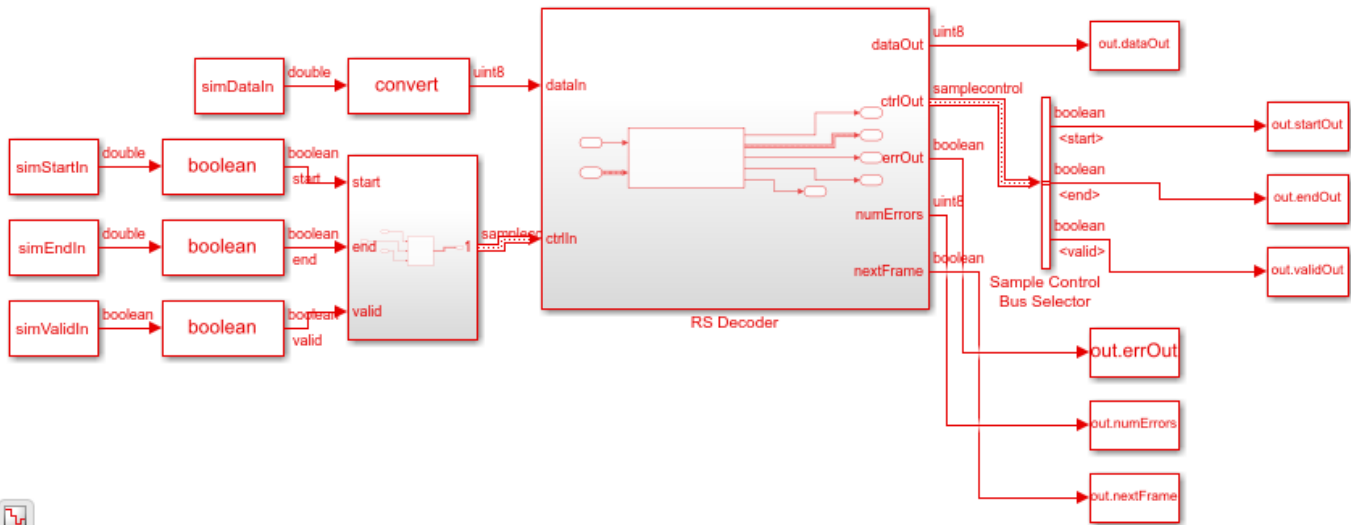 simDataIn
double
convert
uint8
dataIn
dataOut
uint8
out.dataOut
ctrlOut
samplecontrol
boolean
<start>
out.startOut
simStartIn
double
boolean
boolean
start
start
errOut
boolean
boolean
<end>
out.endOut
simEndIn
double
boolean
boolean
end
end
1
ctrlIn
numErrors
uint8
boolean
<valid>
out.validOut
nextFrame
boolean
Sample Control
Bus Selector
simValidIn
boolean
boolean
boolean
valid
valid
RS Decoder
out.errOut
out.numErrors
out.nextFrame